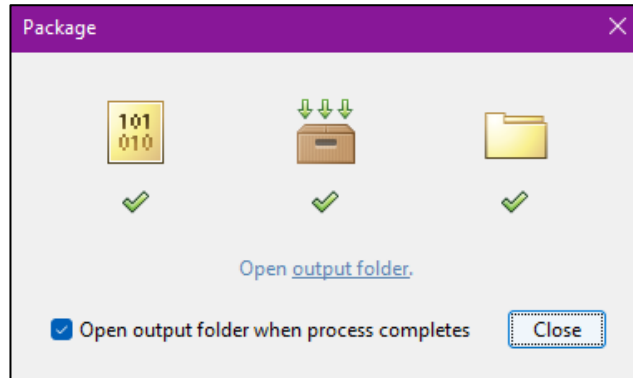 Package
101
010
Open output folder.
Open output folder when process completes
Close